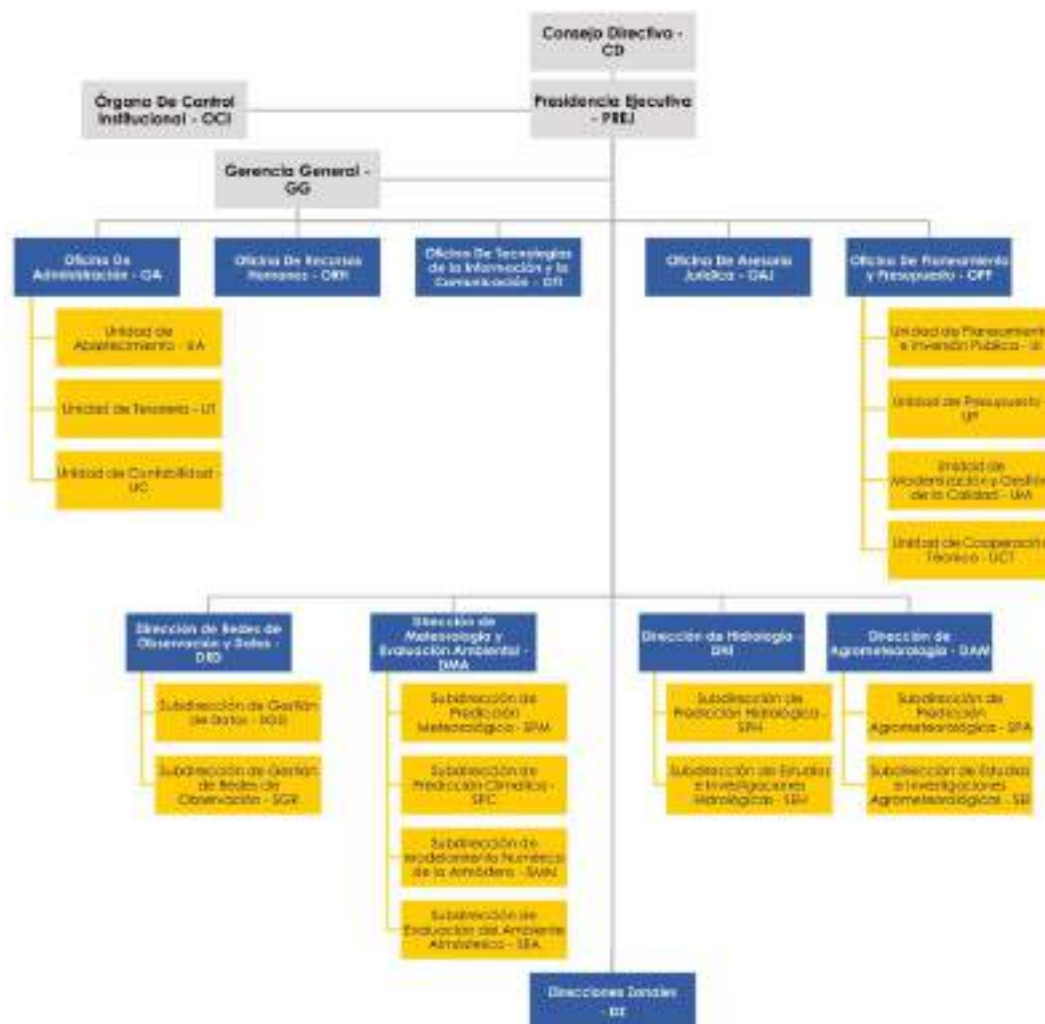 Consejo Directivo -
CD
Órgano De Control
Institucional - OCI
Presidencia Ejecutiva
- PREJ
Gerencia General -
GG
Oficina De
Administración - OA
Oficina De Recursos
Humanos - ORH
Oficina De Tecnologías
de la Información y la
Comunicación - OTI
Oficina De Asesoría
Jurídica - OAJ
Oficina De Planeamiento
y Presupuesto - OPP
Unidad de
Abastecimiento - UA
Unidad de Tesorería - UT
Unidad de Contabilidad -
UC
Unidad de Planeamiento
e Inversión Pública -
Unidad de Presupuesto -
UP
Unidad de
Modernización y Gestión
de la Calidad - UM
Unidad de Cooperación
Técnica - UCT
Dirección de Redes de
Observación y Datos -
DRD
Dirección de
Meteorología y
Evaluación Ambiental -
DMA
Dirección de Hidrología -
DHI
Dirección de
Agrometeorología - DAM
Subdirección de Gestión
de Datos - SGD
Subdirección de Gestión
de Redes de
Observación - SGR
Subdirección de
Predicción
Meteorológica - SPM
Subdirección de
Predicción Climática -
SPC
Subdirección de
Modelamiento Numérico
de la Atmósfera - SMN
Subdirección de
Evaluación del Ambiente
Atmosférico - SEA
Subdirección de
Predicción Hidrológica -
SPH
Subdirección de Estudios
e Investigaciones
Hidrológicas - SEH
Subdirección de
Predicción
Agrometeorológica - SPA
Subdirección de Estudios
e Investigaciones
Agrometeorológicas -
Direcciones Zonales
- DZ